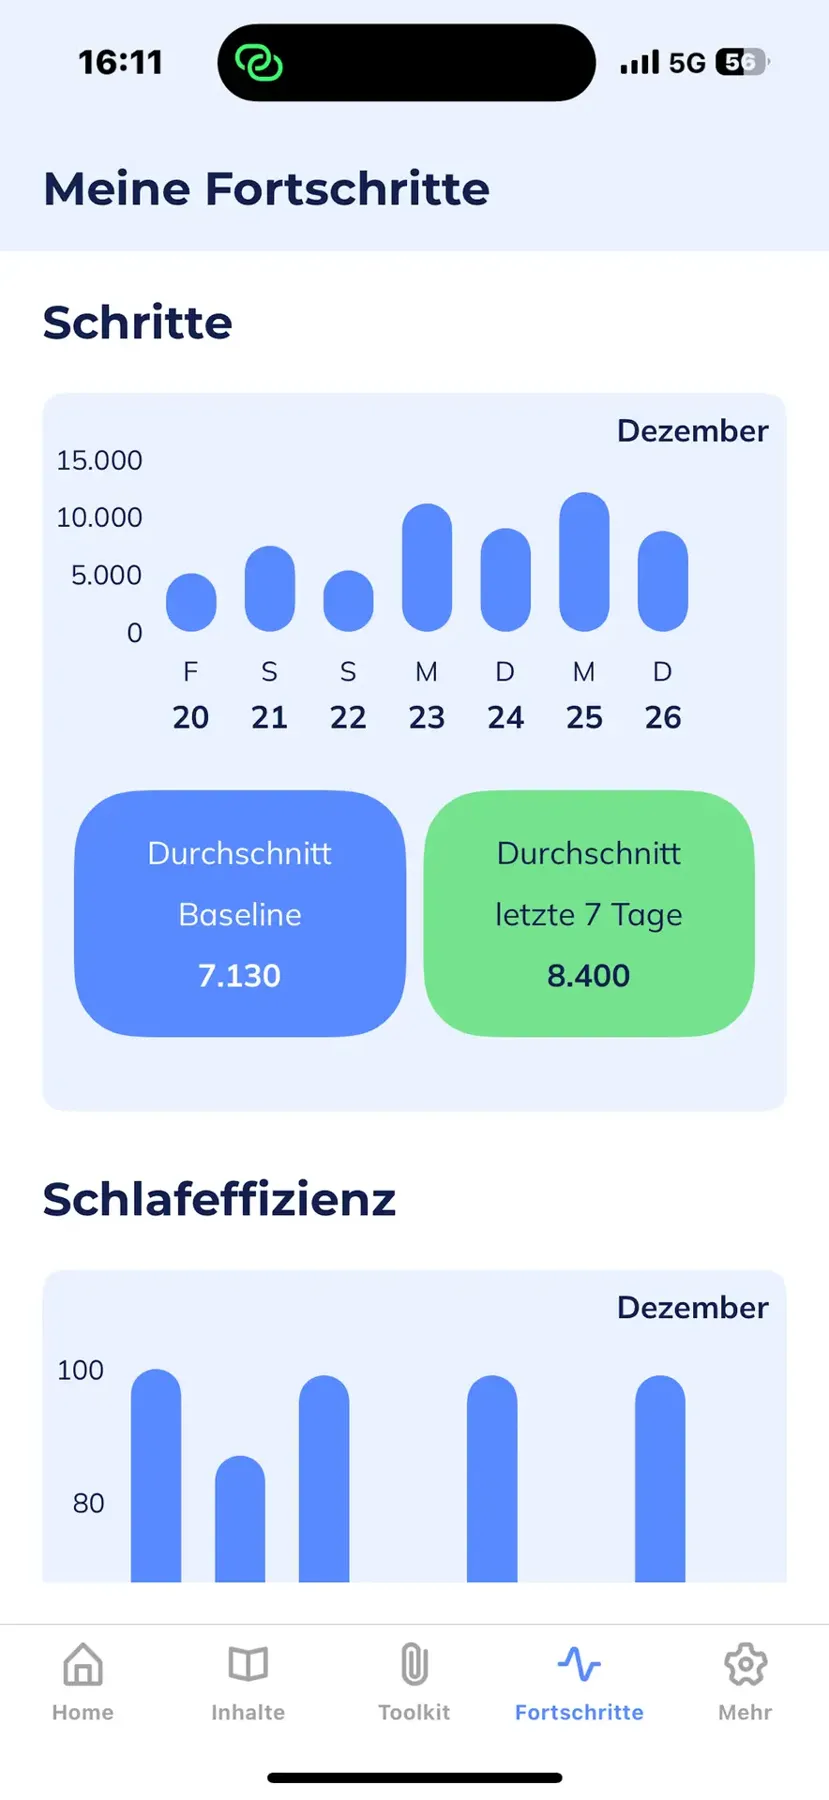 16:11 5G 56
Meine Fortschritte
Schritte
Dezember
15.000
10.000
5.000
0
F S S M D M D
20 21 22 23 24 25 26
Durchschnitt
Baseline
7.130
Durchschnitt
letzte 7 Tage
8.400
Schlafeffizienz
Dezember
100
80
Home Inhalte Toolkit Fortschritte Mehr